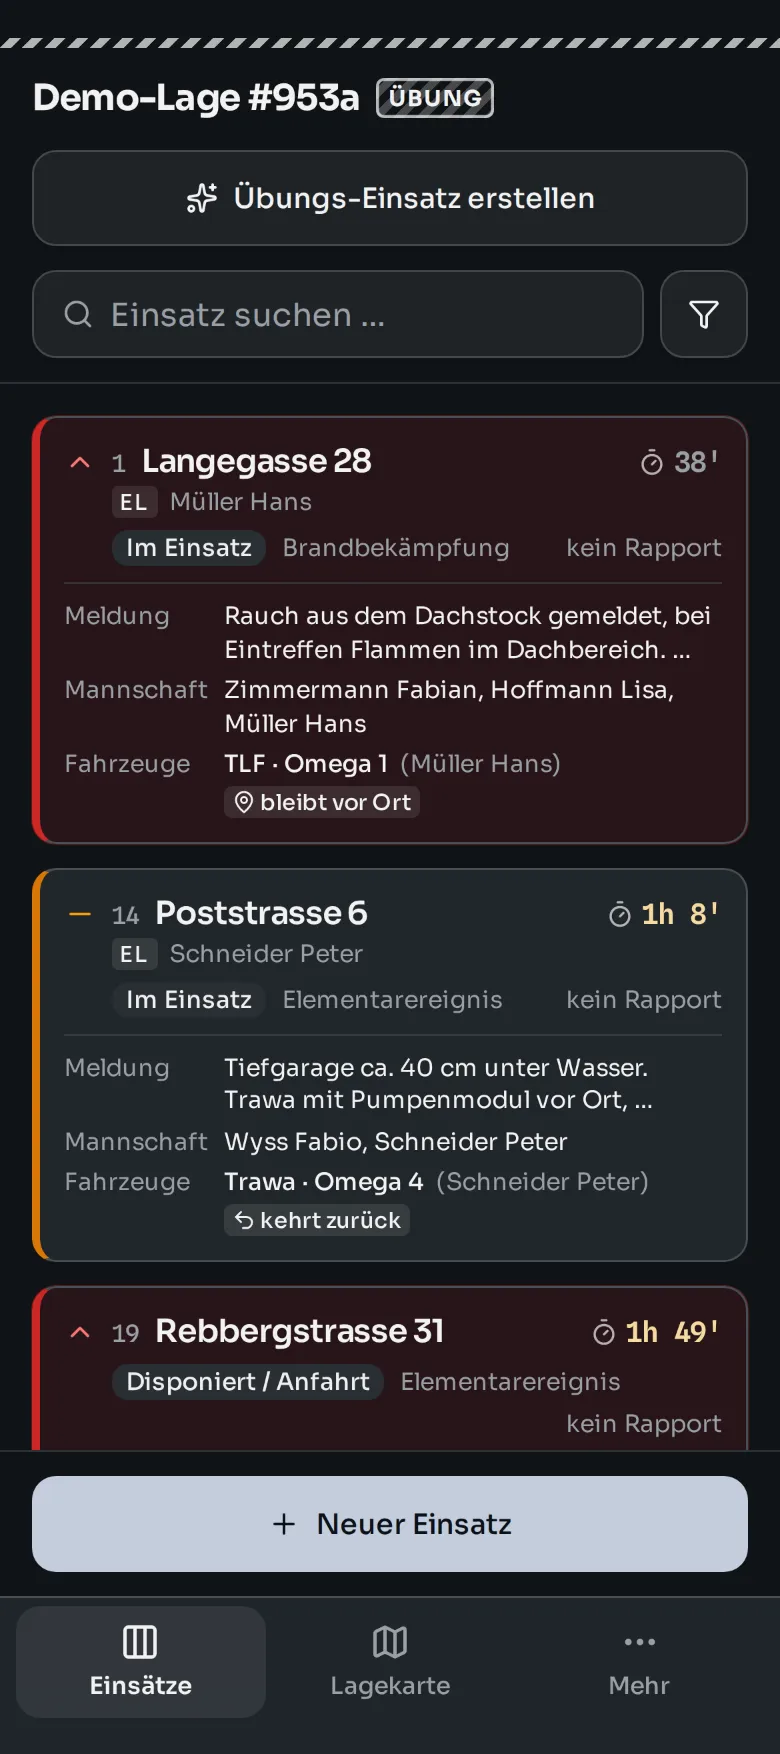 Demo-Lage #953a ÜBUNG
Übungs-Einsatz erstellen
Einsatz suchen ...
1 Langegasse 28 38'
EL Müller Hans
Im Einsatz Brandbekämpfung kein Rapport
Meldung Rauch aus dem Dachstock gemeldet, bei
Eintreffen Flammen im Dachbereich. ...
Mannschaft Zimmermann Fabian, Hoffmann Lisa,
Müller Hans
Fahrzeuge TLF · Omega 1 (Müller Hans)
bleibt vor Ort
14 Poststrasse 6 1h 8'
EL Schneider Peter
Im Einsatz Elementarereignis kein Rapport
Meldung Tiefgarage ca. 40 cm unter Wasser.
Trawa mit Pumpenmodul vor Ort, ...
Mannschaft Wyss Fabio, Schneider Peter
Fahrzeuge Trawa · Omega 4 (Schneider Peter)
kehrt zurück
19 Rebbergstrasse 31 1h 49'
Disponiert / Anfahrt Elementarereignis
kein Rapport
+ Neuer Einsatz
Einsätze Lagekarte Mehr